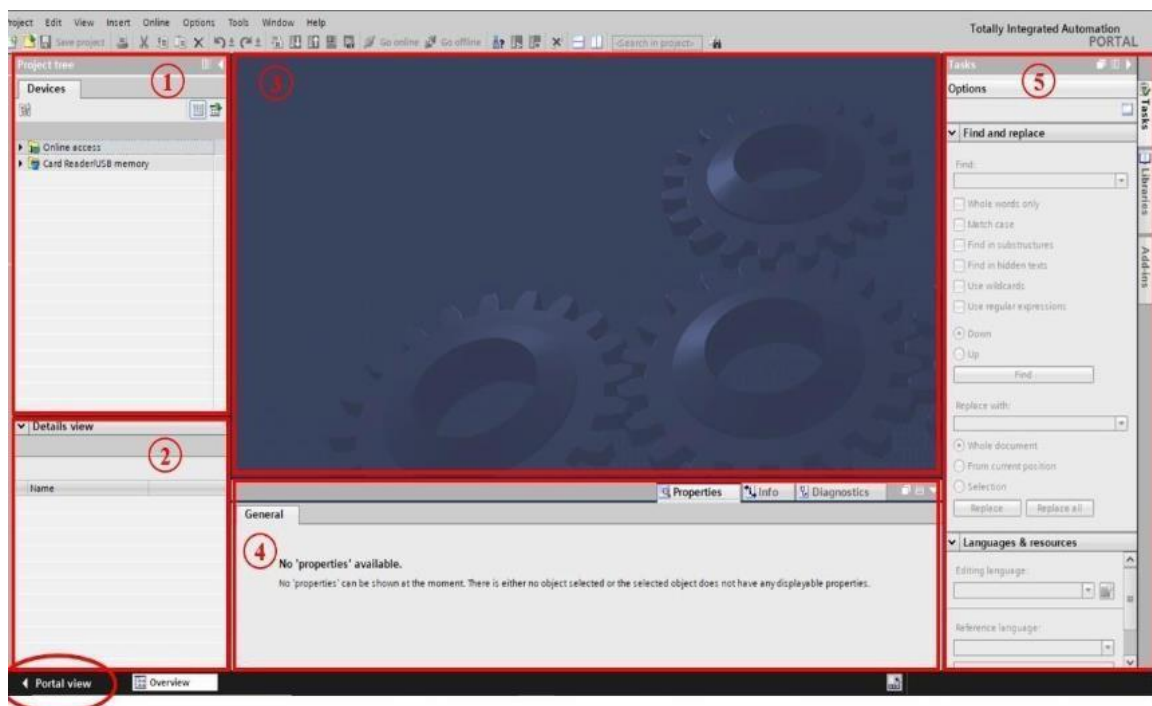 roject Edit View Insert Online Options Tools Window Help
Totally Integrated Automation
PORTAL
Save project Go online Go offline <Search in project>
Project tree
1
Devices
Online access
Card Reader/USB memory
Details view
2
Name
3
Properties Info Diagnostics
General
4
No 'properties' available.
No 'properties' can be shown at the moment. There is either no object selected or the selected object does not have any displayable properties.
Tasks
5
Options
Find and replace
Find:
Whole words only
Match case
Find in substructures
Find in hidden texts
Use wildcards
Use regular expressions
Down
Up
Find
Replace with:
Whole document
From current position
Selection
Replace Replace all
Languages & resources
Editing language:
Reference language:
Tasks
Libraries
Add-ins
Portal view Overview